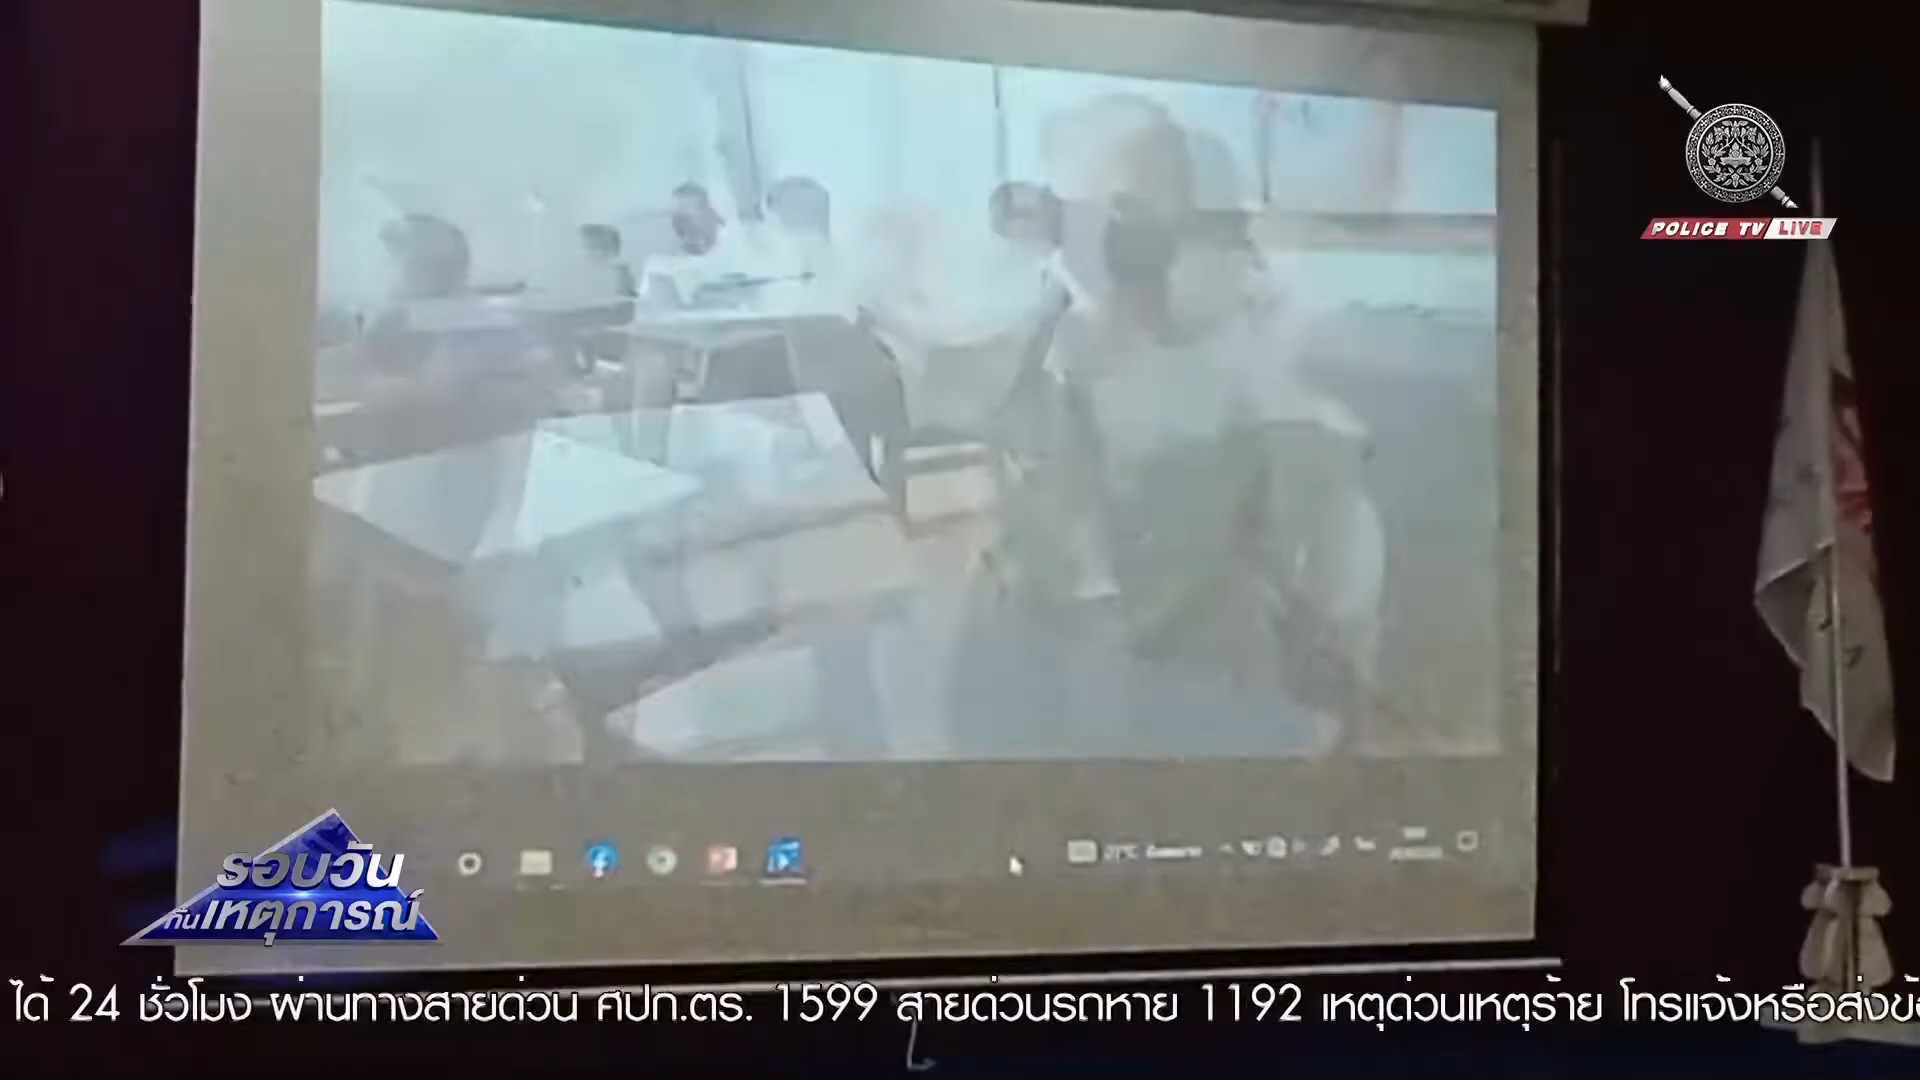 POLICE TV LIVE
รอบวัน
ทันเหตุการณ์
ได้ 24 ชั่วโมง ผ่านทางสายด่วน ศปก.ตร. 1599 สายด่วนรถหาย 1192 เหตุด่วนเหตุร้าย โทรแจ้งหรือส่งข้